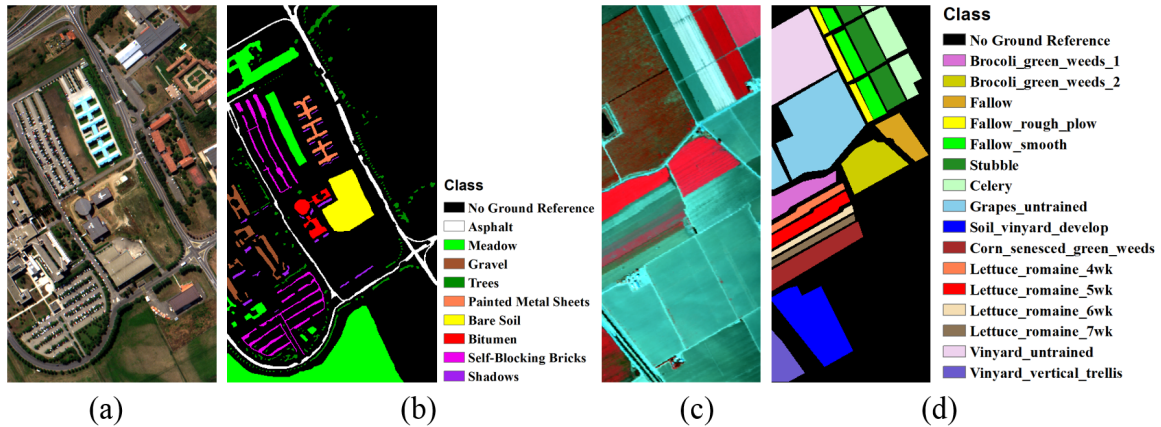 Class
No Ground Reference
Asphalt
Meadow
Gravel
Trees
Painted Metal Sheets
Bare Soil
Bitumen
Self-Blocking Bricks
Shadows
Class
No Ground Reference
Brocoli_green_weeds_1
Brocoli_green_weeds_2
Fallow
Fallow_rough_plow
Fallow_smooth
Stubble
Celery
Grapes_untrained
Soil_vinyard_develop
Corn_senesced_green_weeds
Lettuce_romaine_4wk
Lettuce_romaine_5wk
Lettuce_romaine_6wk
Lettuce_romaine_7wk
Vinyard_untrained
Vinyard_vertical_trellis
(a) (b) (c) (d)